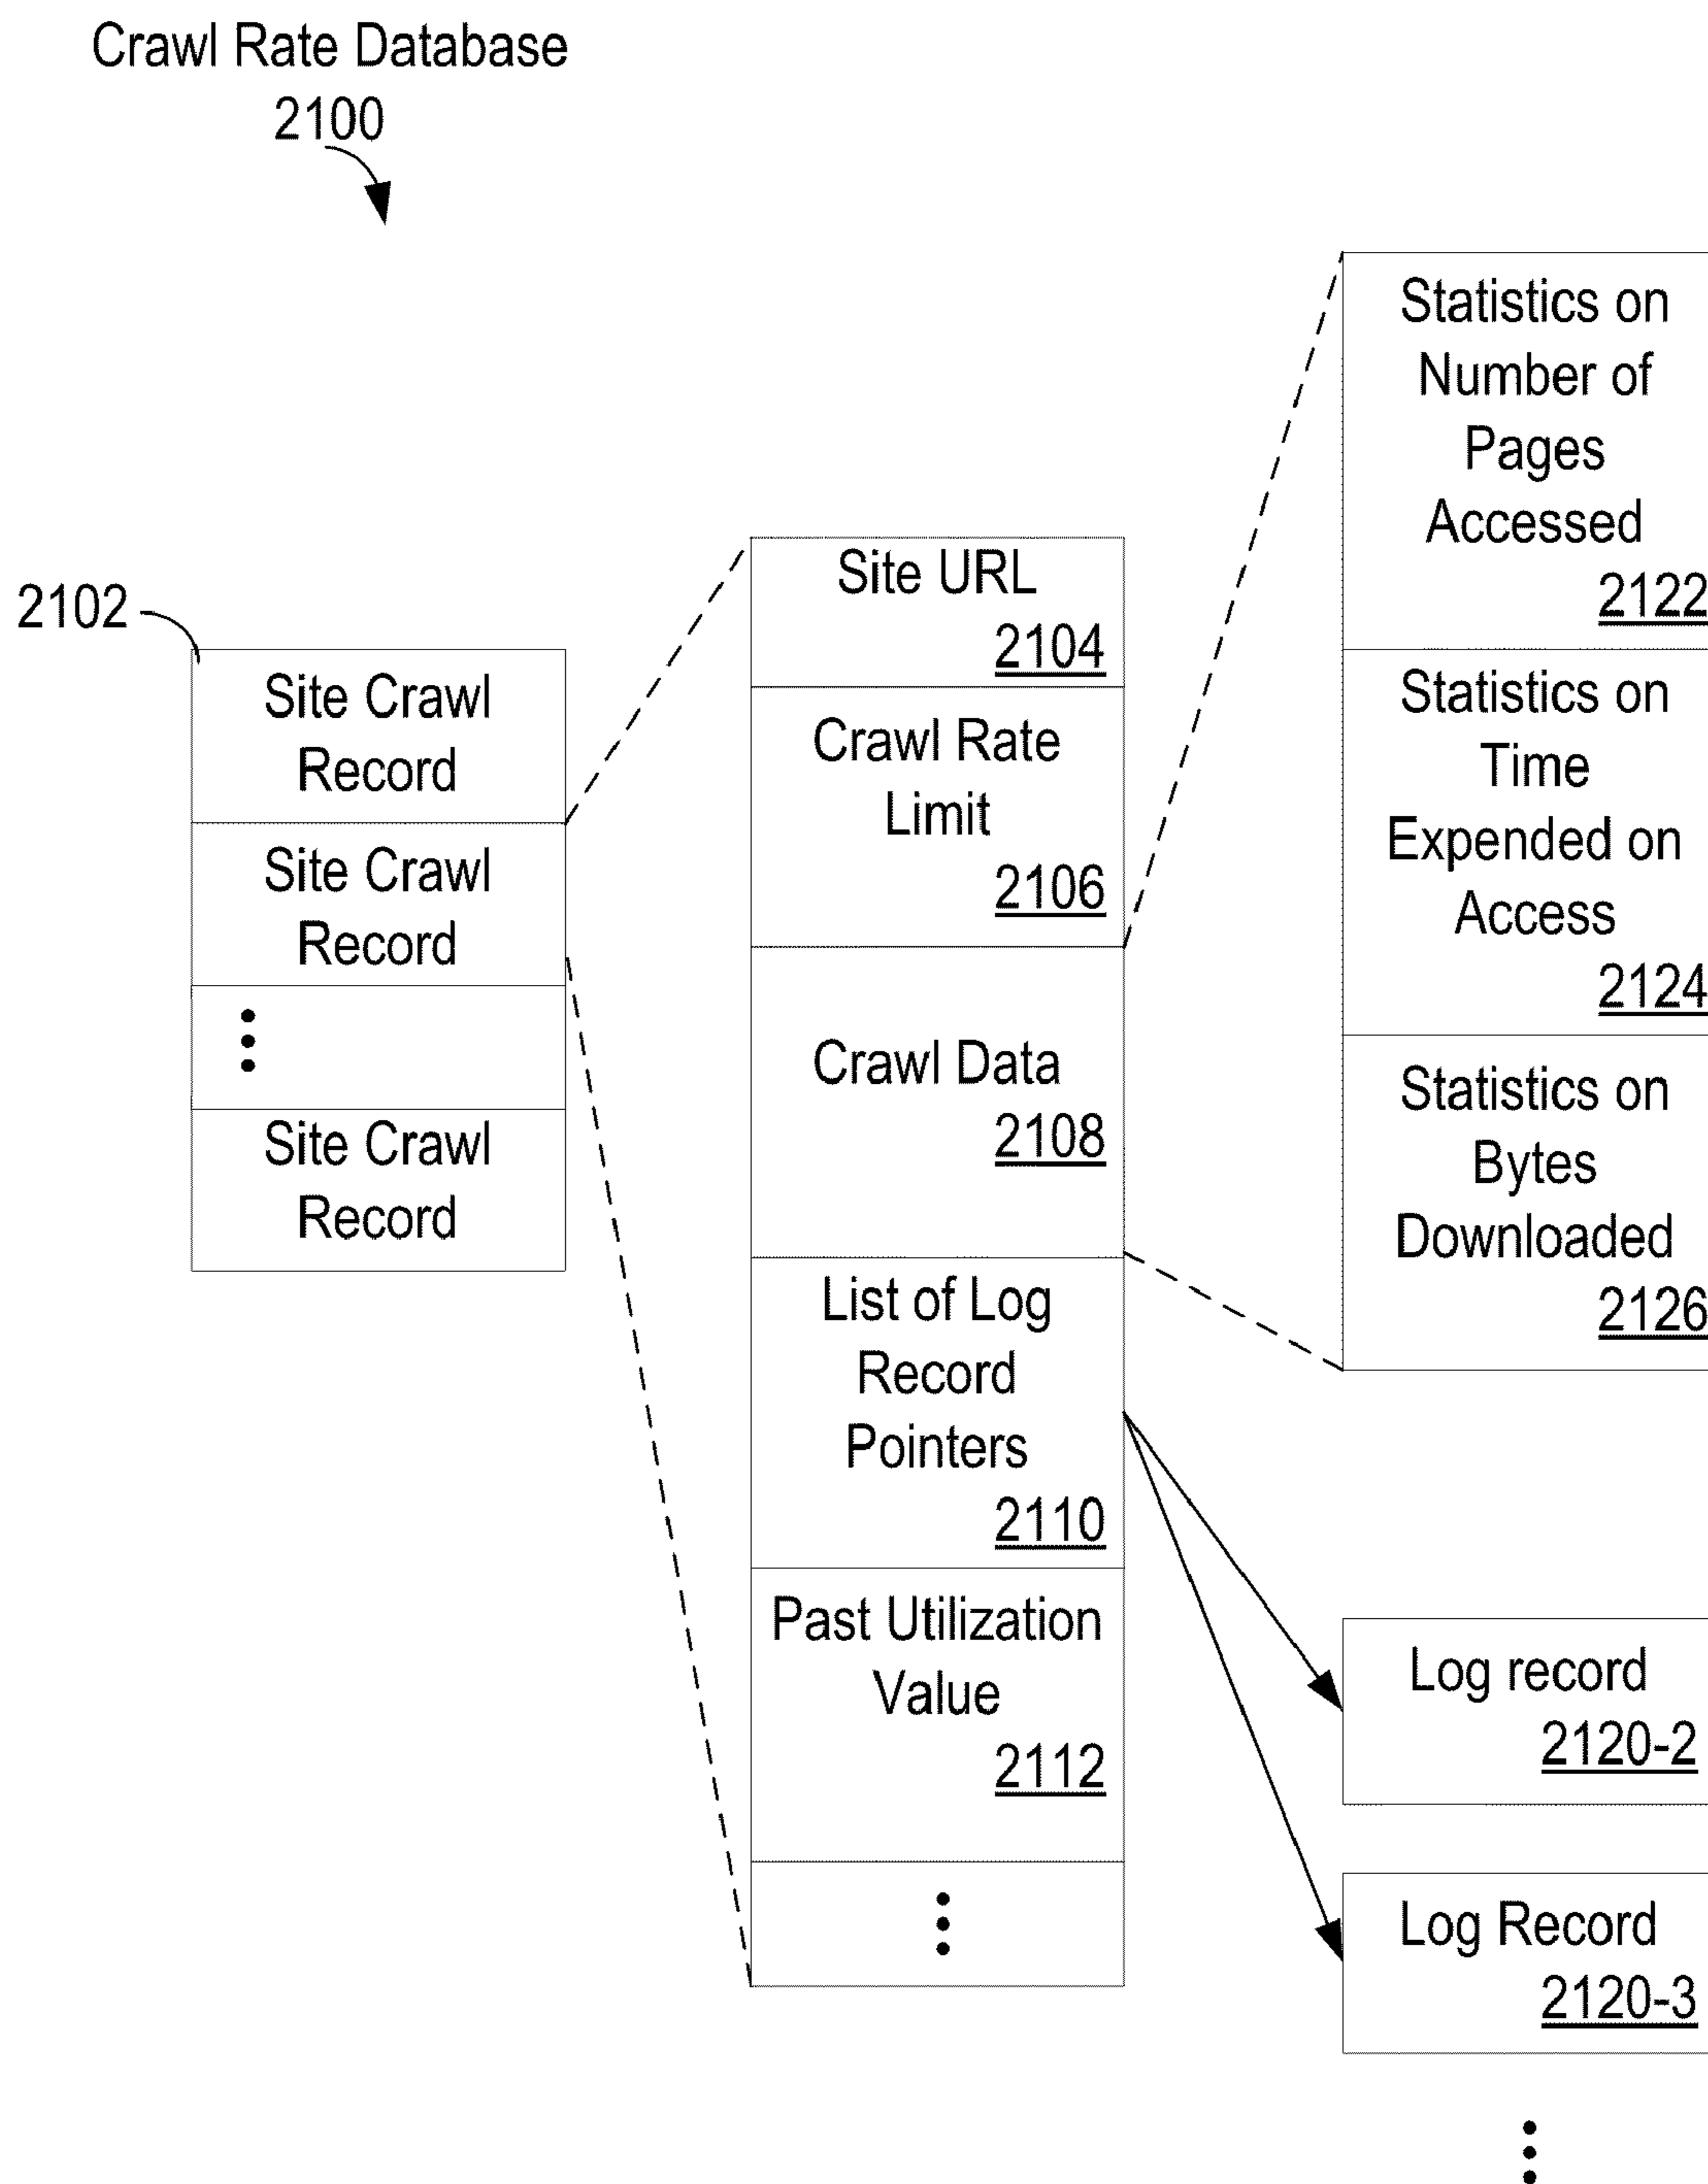 Crawl Rate Database
2100
2102
Site Crawl
Record
Site Crawl
Record
Site Crawl
Record
Site URL
2104
Crawl Rate
Limit
2106
Crawl Data
2108
List of Log
Record
Pointers
2110
Past Utilization
Value
2112
Statistics on
Number of
Pages
Accessed
2122
Statistics on
Time
Expended on
Access
2124
Statistics on
Bytes
Downloaded
2126
Log record
2120-2
Log Record
2120-3